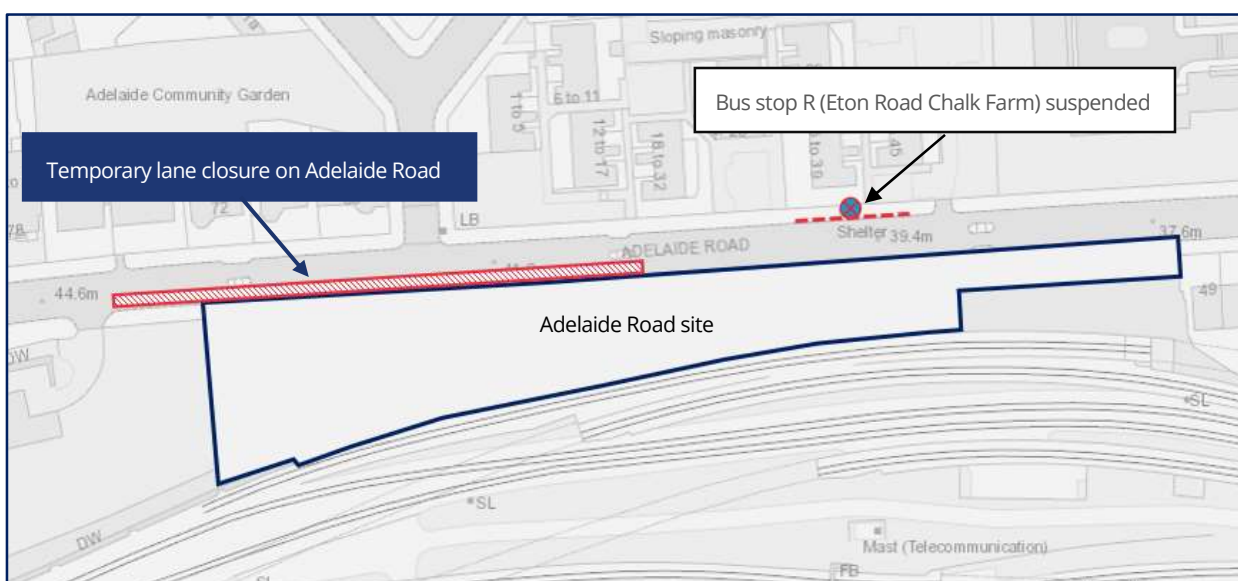 Sloping masonry
Adelaide Community Garden
1 to 5
6 to 11
12 to 17
18 to 32
45
Bus stop R (Eton Road Chalk Farm) suspended
Temporary lane closure on Adelaide Road
72
78
LB
ADELAIDE ROAD
Shelter
39.4m
37.6m
44.6m
49
Adelaide Road site
DW
SL
SL
DW
Mast (Telecommunication)
FB
SL